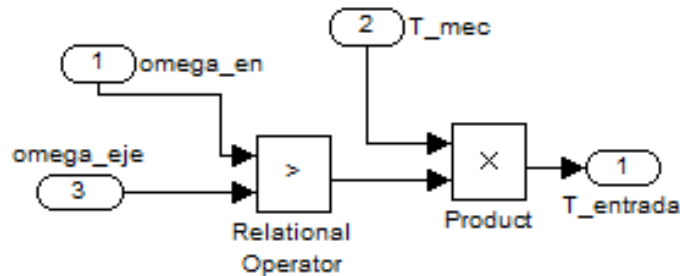 2
T_mec
1
omega_en
omega_eje
3
>
×
1
Relational
Operator
Product
T_entrada